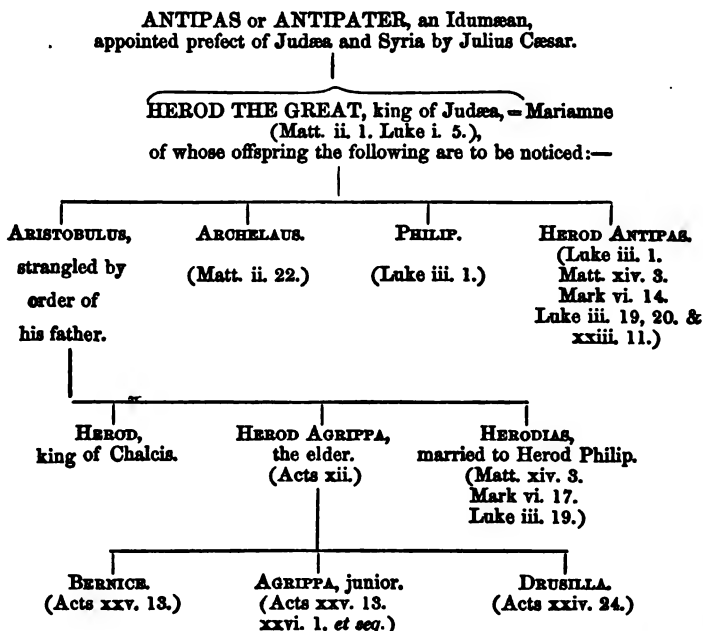 ANTIPAS or ANTIPATER, an Idumæan,
appointed prefect of Judæa and Syria by Julius Cæsar.
HEROD THE GREAT, king of Judæa, = Mariamne
(Matt. ii. 1. Luke i. 5.),
of whose offspring the following are to be noticed:—
ARISTOBULUS,
strangled by
order of
his father.
ARCHELAUS.
(Matt. ii. 22.)
PHILIP.
(Luke iii. 1.)
HEROD ANTIPAS.
(Luke iii. 1.
Matt. xiv. 3.
Mark vi. 14.
Luke iii. 19, 20. &
xxiii. 11.)
HEROD,
king of Chalcis.
HEROD AGRIPPA,
the elder.
(Acts xii.)
HERODIAS,
married to Herod Philip.
(Matt. xiv. 3.
Mark vi. 17.
Luke iii. 19.)
BERNICE.
(Acts xxv. 13.)
AGRIPPA, junior.
(Acts xxv. 13.
xxvi. 1. et seq.)
DRUSILLA.
(Acts xxiv. 24.)